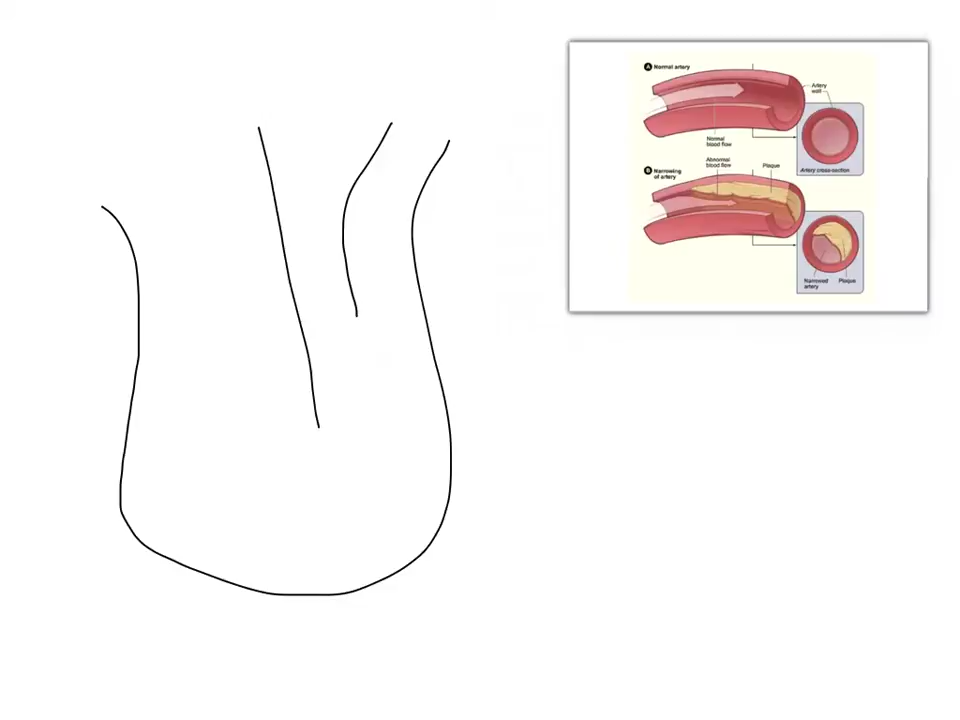 A Normal artery
Artery
wall
Normal
blood flow
Artery cross-section
Abnormal
blood flow
Plaque
B Narrowing
of artery
Narrowed
artery
Plaque